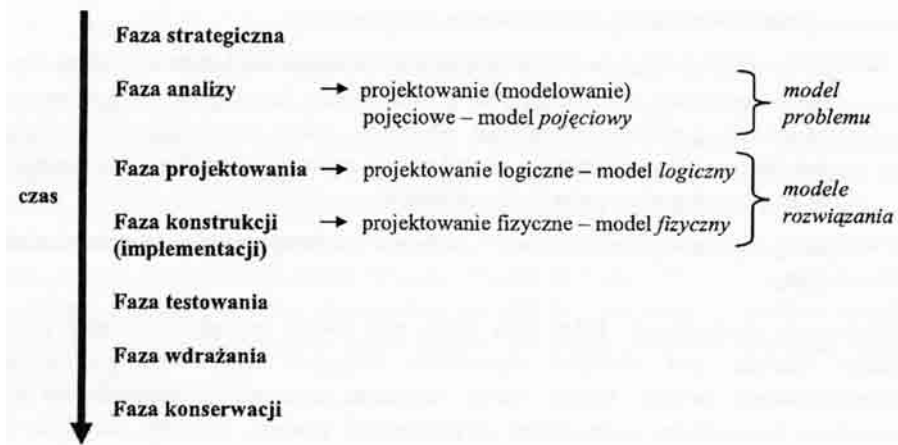 Faza strategiczna
Faza analizy → projektowanie (modelowanie)
pojęciowe – model pojęciowy
model
problemu
Faza projektowania → projektowanie logiczne – model logiczny
czas
Faza konstrukcji → projektowanie fizyczne – model fizyczny
(implementacji)
modele
rozwiązania
Faza testowania
Faza wdrażania
Faza konserwacji